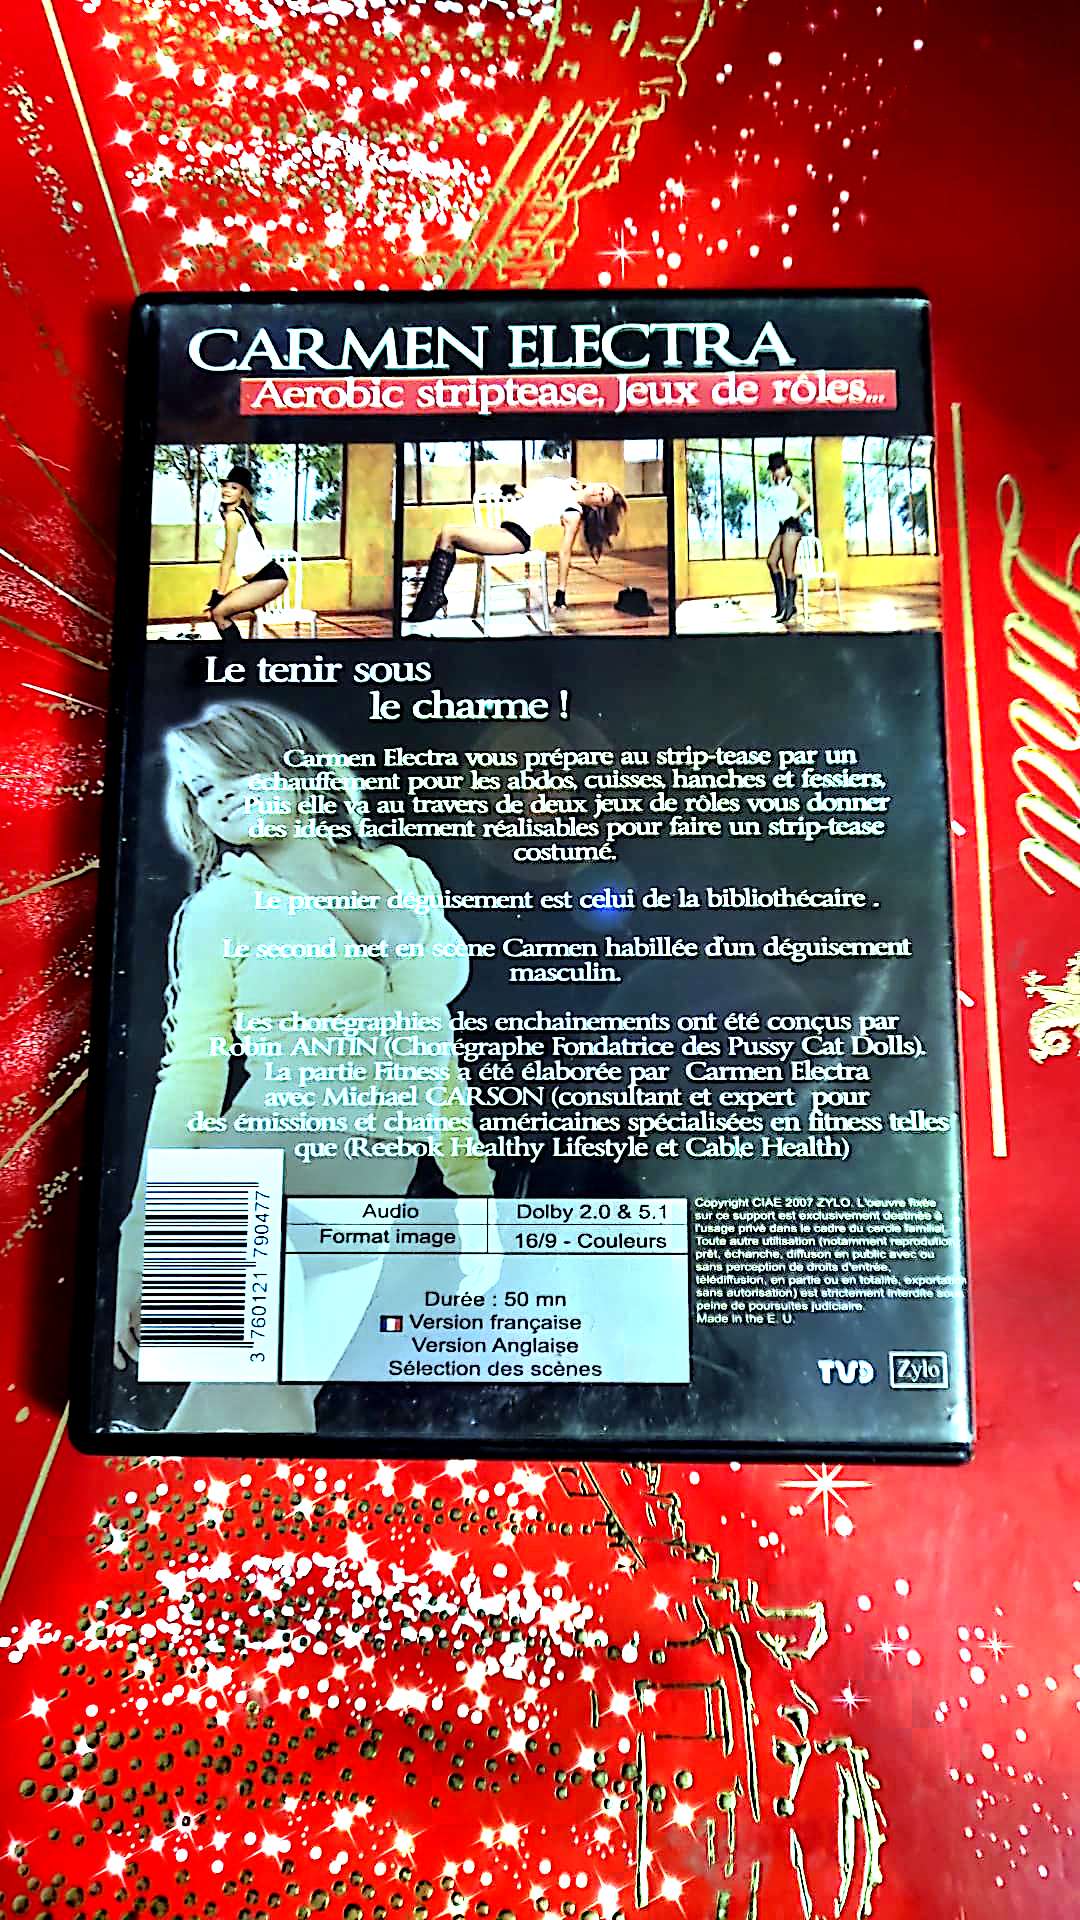 CARMEN ELECTRA
Aerobic striptease, Jeux de rôles...
Le tenir sous
le charme !
Carmen Electra vous prépare au strip-tease par un
échauffement pour les abdos, cuisses, hanches et fessiers,
Puis elle va au travers de deux jeux de rôles vous donner
des idées facilement réalisables pour faire un strip-tease
costumé.
Le premier déguisement est celui de la bibliothécaire .
Le second met en scène Carmen habillée d'un déguisement
masculin.
Les chorégraphies des enchainements ont été conçus par
Robin ANTIN (Chorégraphe Fondatrice des Pussy Cat Dolls).
La partie Fitness a été élaborée par Carmen Electra
avec Michael CARSON (consultant et expert pour
des émissions et chaines américaines spécialisées en fitness telles
que (Reebok Healthy Lifestyle et Cable Health)
3 760121 790477
Audio Dolby 2.0 & 5.1
Format image 16/9 - Couleurs
Durée : 50 mn
Version française
Version Anglaise
Sélection des scènes
Copyright CIAE 2007 ZYLO. L'oeuvre fixée
sur ce support est exclusivement destinée à
l'usage privé dans le cadre du cercle familial.
Toute autre utilisation (notamment reprodution
prêt, échanche, diffuson en public avec ou
sans perception de droits d'entrée,
télédiffusion, en partie ou en totalité, exportation
sans autorisation) est strictement interdite sous
peine de poursuites judiciaire.
Made in the E. U.
TVD
Zylo
Lunai